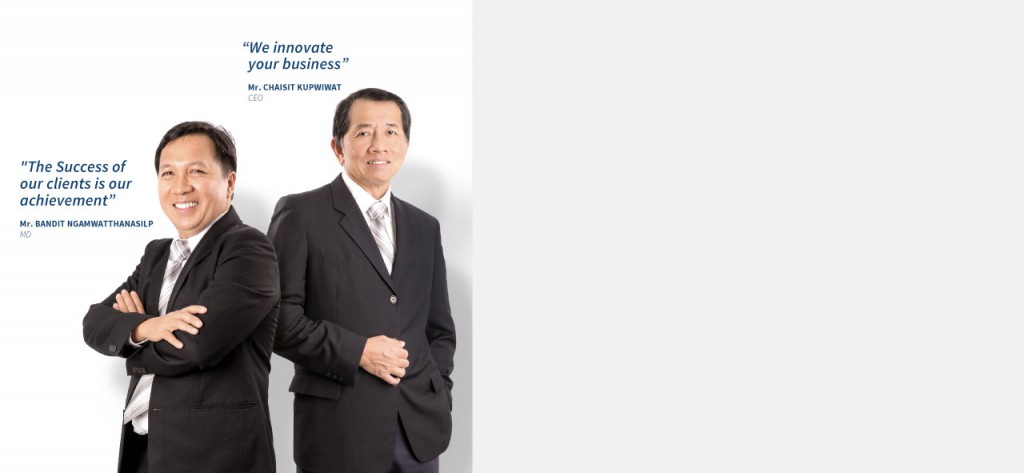 “We innovate
your business”
Mr. CHAISIT KUPWIWAT
CEO
"The Success of
our clients is our
achievement”
Mr. BANDIT NGAMWATTHANASILP
MD